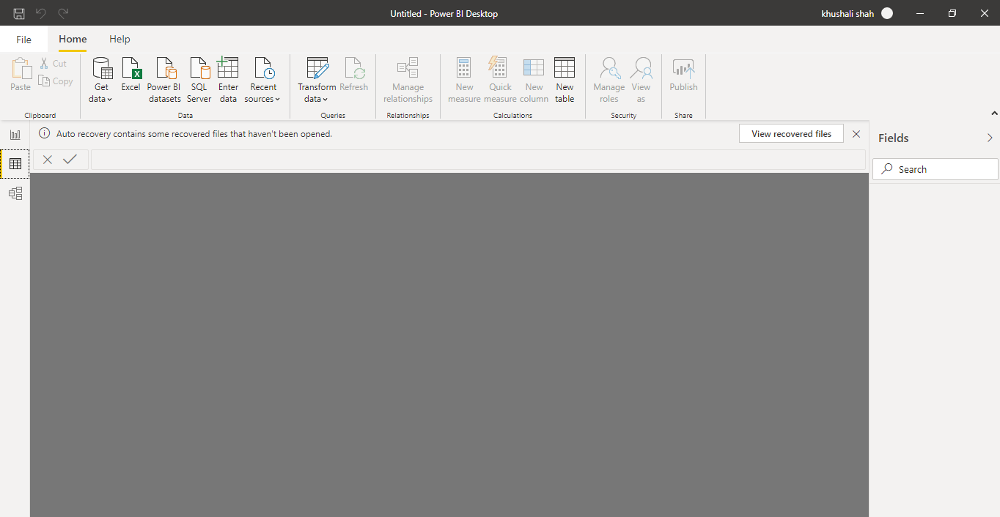 Untitled - Power BI Desktop
khushali shah
File
Home
Help
Paste
Cut
Copy
Clipboard
Get
data
Excel
Power BI
datasets
SQL
Server
Enter
data
Recent
sources
Data
Transform
data
Refresh
Queries
Manage
relationships
Relationships
New
measure
Quick
measure
New
column
New
table
Calculations
Manage
roles
View
as
Security
Publish
Share
Auto recovery contains some recovered files that haven't been opened.
View recovered files
Fields
Search